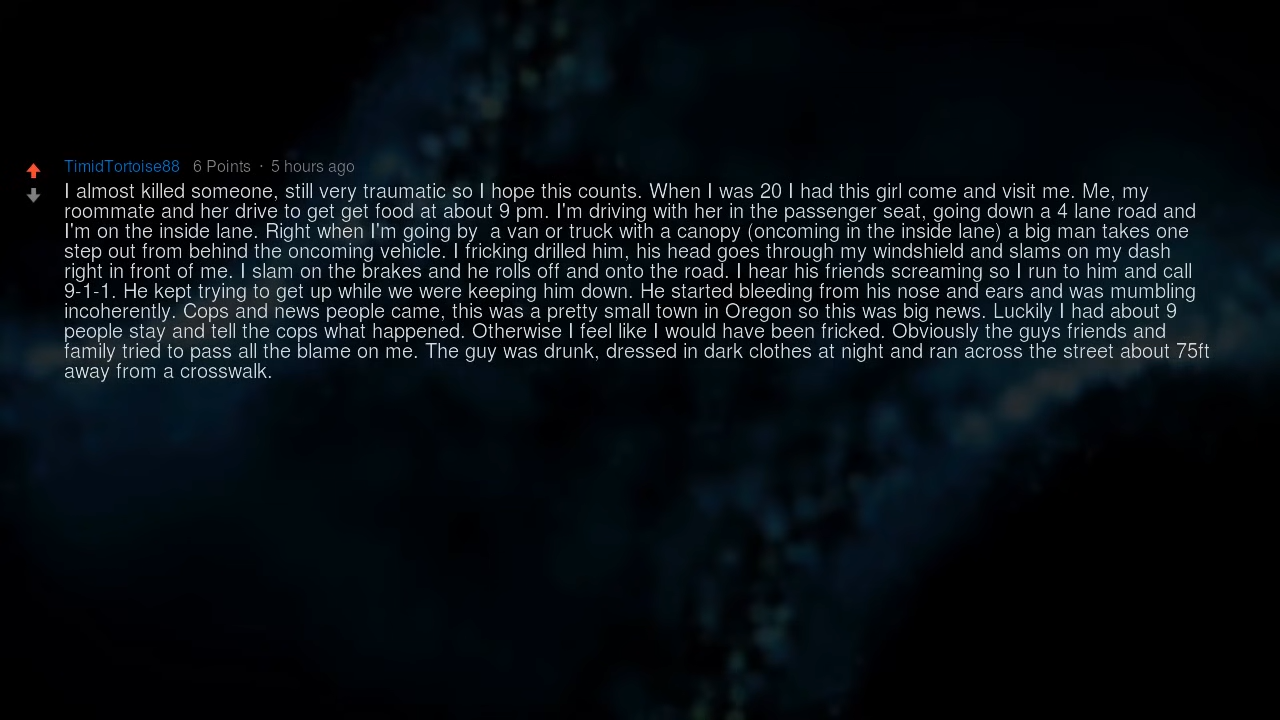 TimidTortoise88 6 Points · 5 hours ago
I almost killed someone, still very traumatic so I hope this counts. When I was 20 I had this girl come and visit me. Me, my
roommate and her drive to get get food at about 9 pm. I'm driving with her in the passenger seat, going down a 4 lane road and
I'm on the inside lane. Right when I'm going by  a van or truck with a canopy (oncoming in the inside lane) a big man takes one
step out from behind the oncoming vehicle. I fricking drilled him, his head goes through my windshield and slams on my dash
right in front of me. I slam on the brakes and he rolls off and onto the road. I hear his friends screaming so I run to him and call
9-1-1. He kept trying to get up while we were keeping him down. He started bleeding from his nose and ears and was mumbling
incoherently. Cops and news people came, this was a pretty small town in Oregon so this was big news. Luckily I had about 9
people stay and tell the cops what happened. Otherwise I feel like I would have been fricked. Obviously the guys friends and
family tried to pass all the blame on me. The guy was drunk, dressed in dark clothes at night and ran across the street about 75ft
away from a crosswalk.